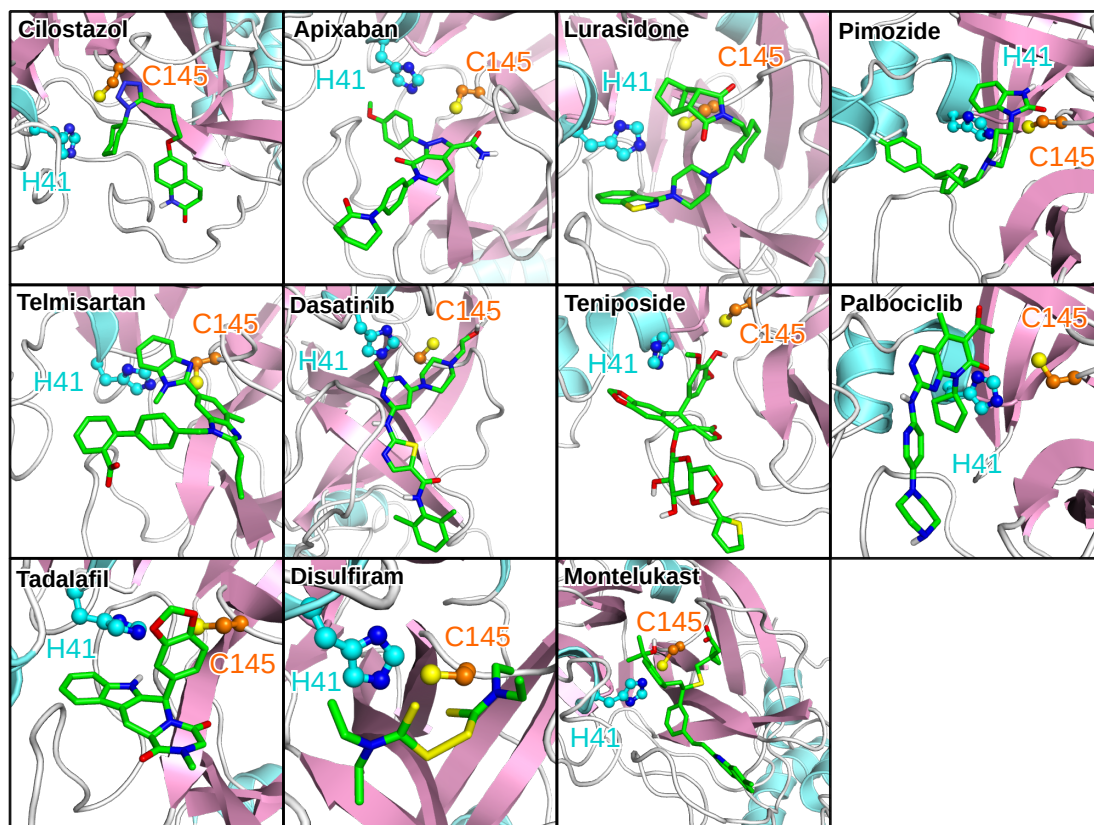 Cilostazol
C145
H41
Apixaban
H41
C145
Lurasidone
H41
C145
Pimozide
H41
C145
Telmisartan
C145
H41
Dasatinib
C145
H41
Teniposide
C145
H41
Palbociclib
C145
H41
Tadalafil
H41
C145
Disulfiram
C145
H41
Montelukast
C145
H41